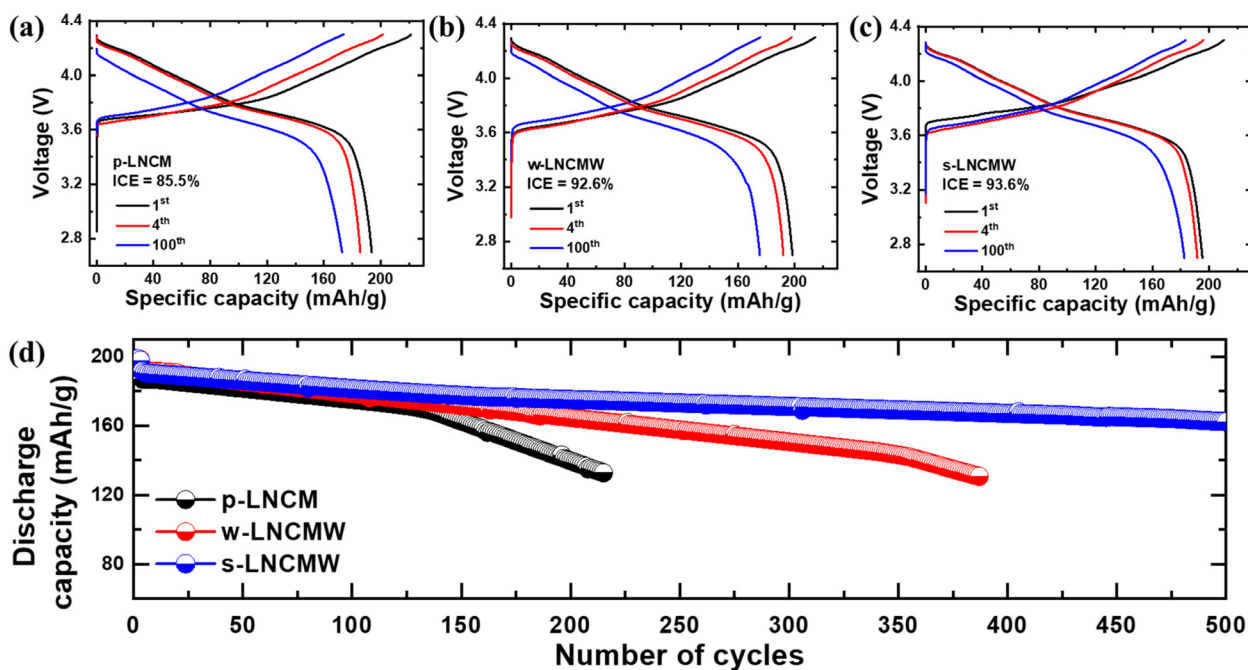 (a)
4.4
4.0
3.6
3.2
2.8
Voltage (V)
p-LNCM
ICE = 85.5%
1st
4th
100th
0 40 80 120 160 200
Specific capacity (mAh/g)
(b)
4.4
4.0
3.6
3.2
2.8
Voltage (V)
w-LNCMW
ICE = 92.6%
1st
4th
100th
0 40 80 120 160 200
Specific capacity (mAh/g)
(c)
4.4
4.0
3.6
3.2
2.8
Voltage (V)
s-LNCMW
ICE = 93.6%
1st
4th
100th
0 40 80 120 160 200
Specific capacity (mAh/g)
(d)
200
160
120
80
Discharge
capacity (mAh/g)
p-LNCM
w-LNCMW
s-LNCMW
0 50 100 150 200 250 300 350 400 450 500
Number of cycles